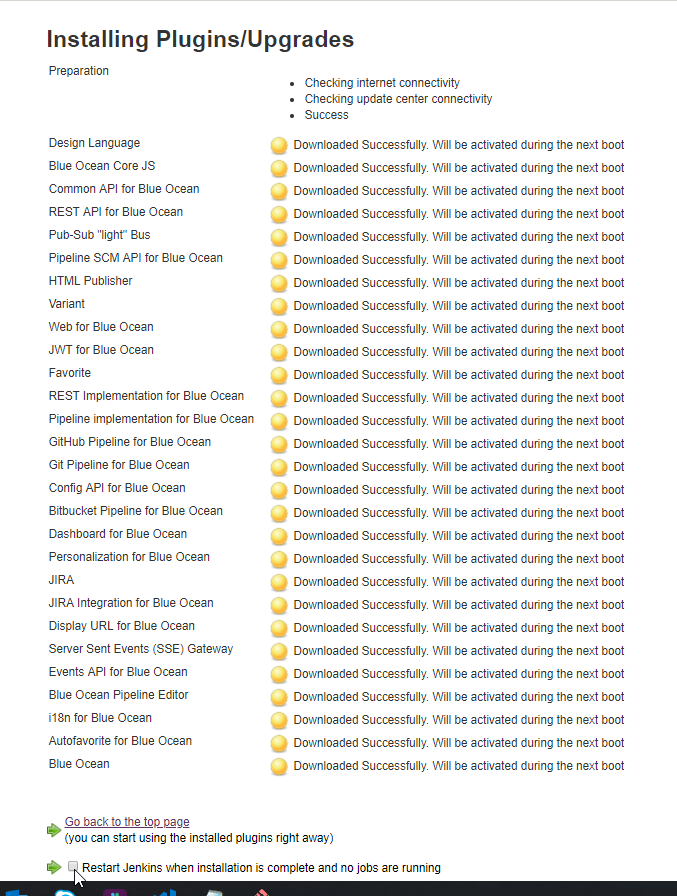 Installing Plugins/Upgrades
Preparation
Checking internet connectivity
Checking update center connectivity
Success
Design Language Downloaded Successfully. Will be activated during the next boot
Blue Ocean Core JS Downloaded Successfully. Will be activated during the next boot
Common API for Blue Ocean Downloaded Successfully. Will be activated during the next boot
REST API for Blue Ocean Downloaded Successfully. Will be activated during the next boot
Pub-Sub "light" Bus Downloaded Successfully. Will be activated during the next boot
Pipeline SCM API for Blue Ocean Downloaded Successfully. Will be activated during the next boot
HTML Publisher Downloaded Successfully. Will be activated during the next boot
Variant Downloaded Successfully. Will be activated during the next boot
Web for Blue Ocean Downloaded Successfully. Will be activated during the next boot
JWT for Blue Ocean Downloaded Successfully. Will be activated during the next boot
Favorite Downloaded Successfully. Will be activated during the next boot
REST Implementation for Blue Ocean Downloaded Successfully. Will be activated during the next boot
Pipeline implementation for Blue Ocean Downloaded Successfully. Will be activated during the next boot
GitHub Pipeline for Blue Ocean Downloaded Successfully. Will be activated during the next boot
Git Pipeline for Blue Ocean Downloaded Successfully. Will be activated during the next boot
Config API for Blue Ocean Downloaded Successfully. Will be activated during the next boot
Bitbucket Pipeline for Blue Ocean Downloaded Successfully. Will be activated during the next boot
Dashboard for Blue Ocean Downloaded Successfully. Will be activated during the next boot
Personalization for Blue Ocean Downloaded Successfully. Will be activated during the next boot
JIRA Downloaded Successfully. Will be activated during the next boot
JIRA Integration for Blue Ocean Downloaded Successfully. Will be activated during the next boot
Display URL for Blue Ocean Downloaded Successfully. Will be activated during the next boot
Server Sent Events (SSE) Gateway Downloaded Successfully. Will be activated during the next boot
Events API for Blue Ocean Downloaded Successfully. Will be activated during the next boot
Blue Ocean Pipeline Editor Downloaded Successfully. Will be activated during the next boot
i18n for Blue Ocean Downloaded Successfully. Will be activated during the next boot
Autofavorite for Blue Ocean Downloaded Successfully. Will be activated during the next boot
Blue Ocean Downloaded Successfully. Will be activated during the next boot
Go back to the top page
(you can start using the installed plugins right away)
Restart Jenkins when installation is complete and no jobs are running